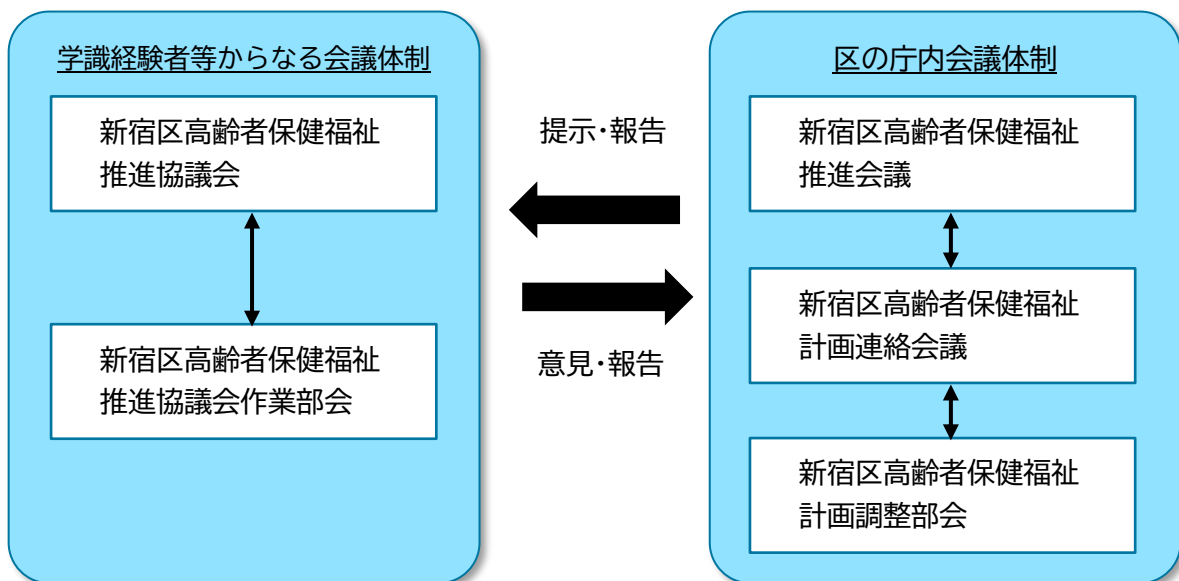 学識経験者等からなる会議体制
新宿区高齢者保健福祉
推進協議会
新宿区高齢者保健福祉
推進協議会作業部会
提示・報告
意見・報告
区の庁内会議体制
新宿区高齢者保健福祉
推進会議
新宿区高齢者保健福祉
計画連絡会議
新宿区高齢者保健福祉
計画調整部会